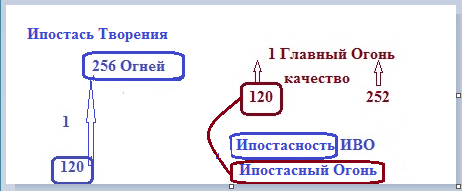 Ипостась Творения
256 Огней
1
120
1 Главный Огонь
качество
120
252
Ипостасность ИВО
Ипостасный Огонь